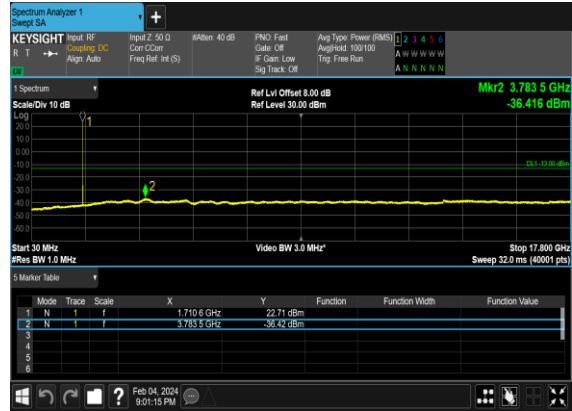 Spectrum Analyzer 1
Swept SA
+
KEYSIGHT Input: RF Input Z: 50 Ω #Atten: 40 dB PNO: Fast Avg Type: Power (RMS) 1 2 3 4 5 6
R T Coupling: DC Corr CCorr Gate: Off Avg|Hold: 100/100 A W W W W W
Align: Auto Freq Ref: Int (S) IF Gain: Low Trig: Free Run
LXI Sig Track: Off A N N N N N
1 Spectrum Ref Lvl Offset 8.00 dB Mkr2 3.783 5 GHz
Scale/Div 10 dB Ref Level 30.00 dBm -36.416 dBm
Log
1
20.0
10.0
0.00
-10.0
DL1 -13.00 dBm
-20.0
2
-30.0
-40.0
-50.0
-60.0
Start 30 MHz Video BW 3.0 MHz* Stop 17.800 GHz
#Res BW 1.0 MHz Sweep 32.0 ms (40001 pts)
5 Marker Table
Mode Trace Scale X Y Function Function Width Function Value
1 N 1 f 1.710 6 GHz 22.71 dBm
2 N 1 f 3.783 5 GHz -36.42 dBm
3
4
5
6
? Feb 04, 2024
9:01:15 PM